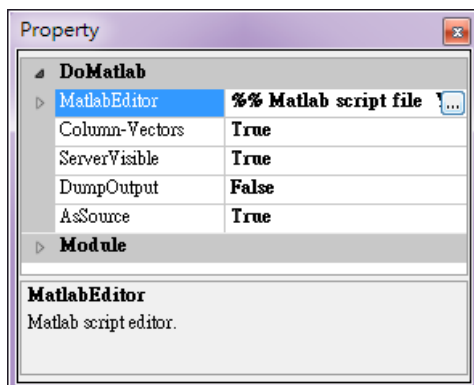 Property
DoMatlab
MatlabEditor %% Matlab script file
Column-Vectors True
ServerVisible True
DumpOutput False
AsSource True
Module
MatlabEditor
Matlab script editor.